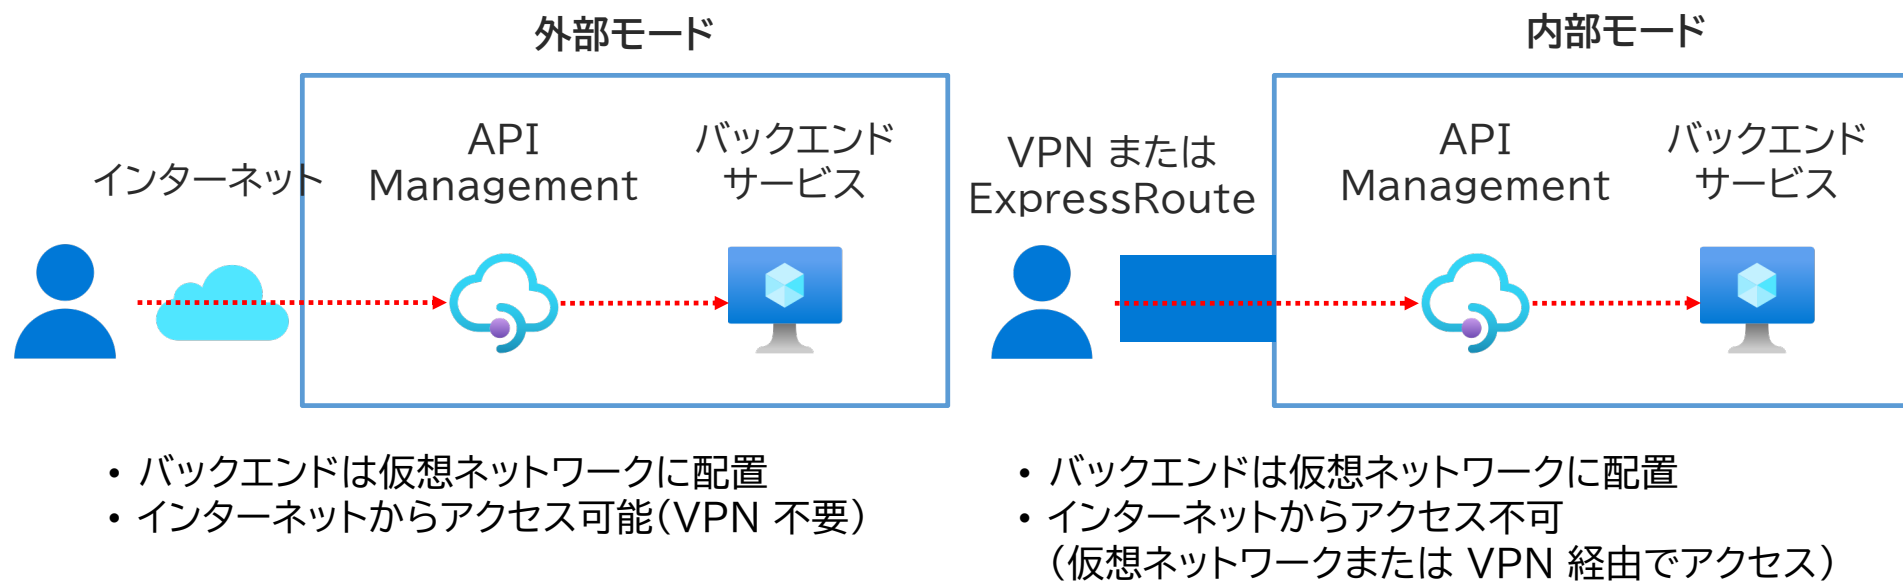 外部モード
インターネット
API
Management
バックエンド
サービス
• バックエンドは仮想ネットワークに配置
• インターネットからアクセス可能(VPN 不要)
内部モード
VPN または
ExpressRoute
API
Management
バックエンド
サービス
• バックエンドは仮想ネットワークに配置
• インターネットからアクセス不可
(仮想ネットワークまたは VPN 経由でアクセス)